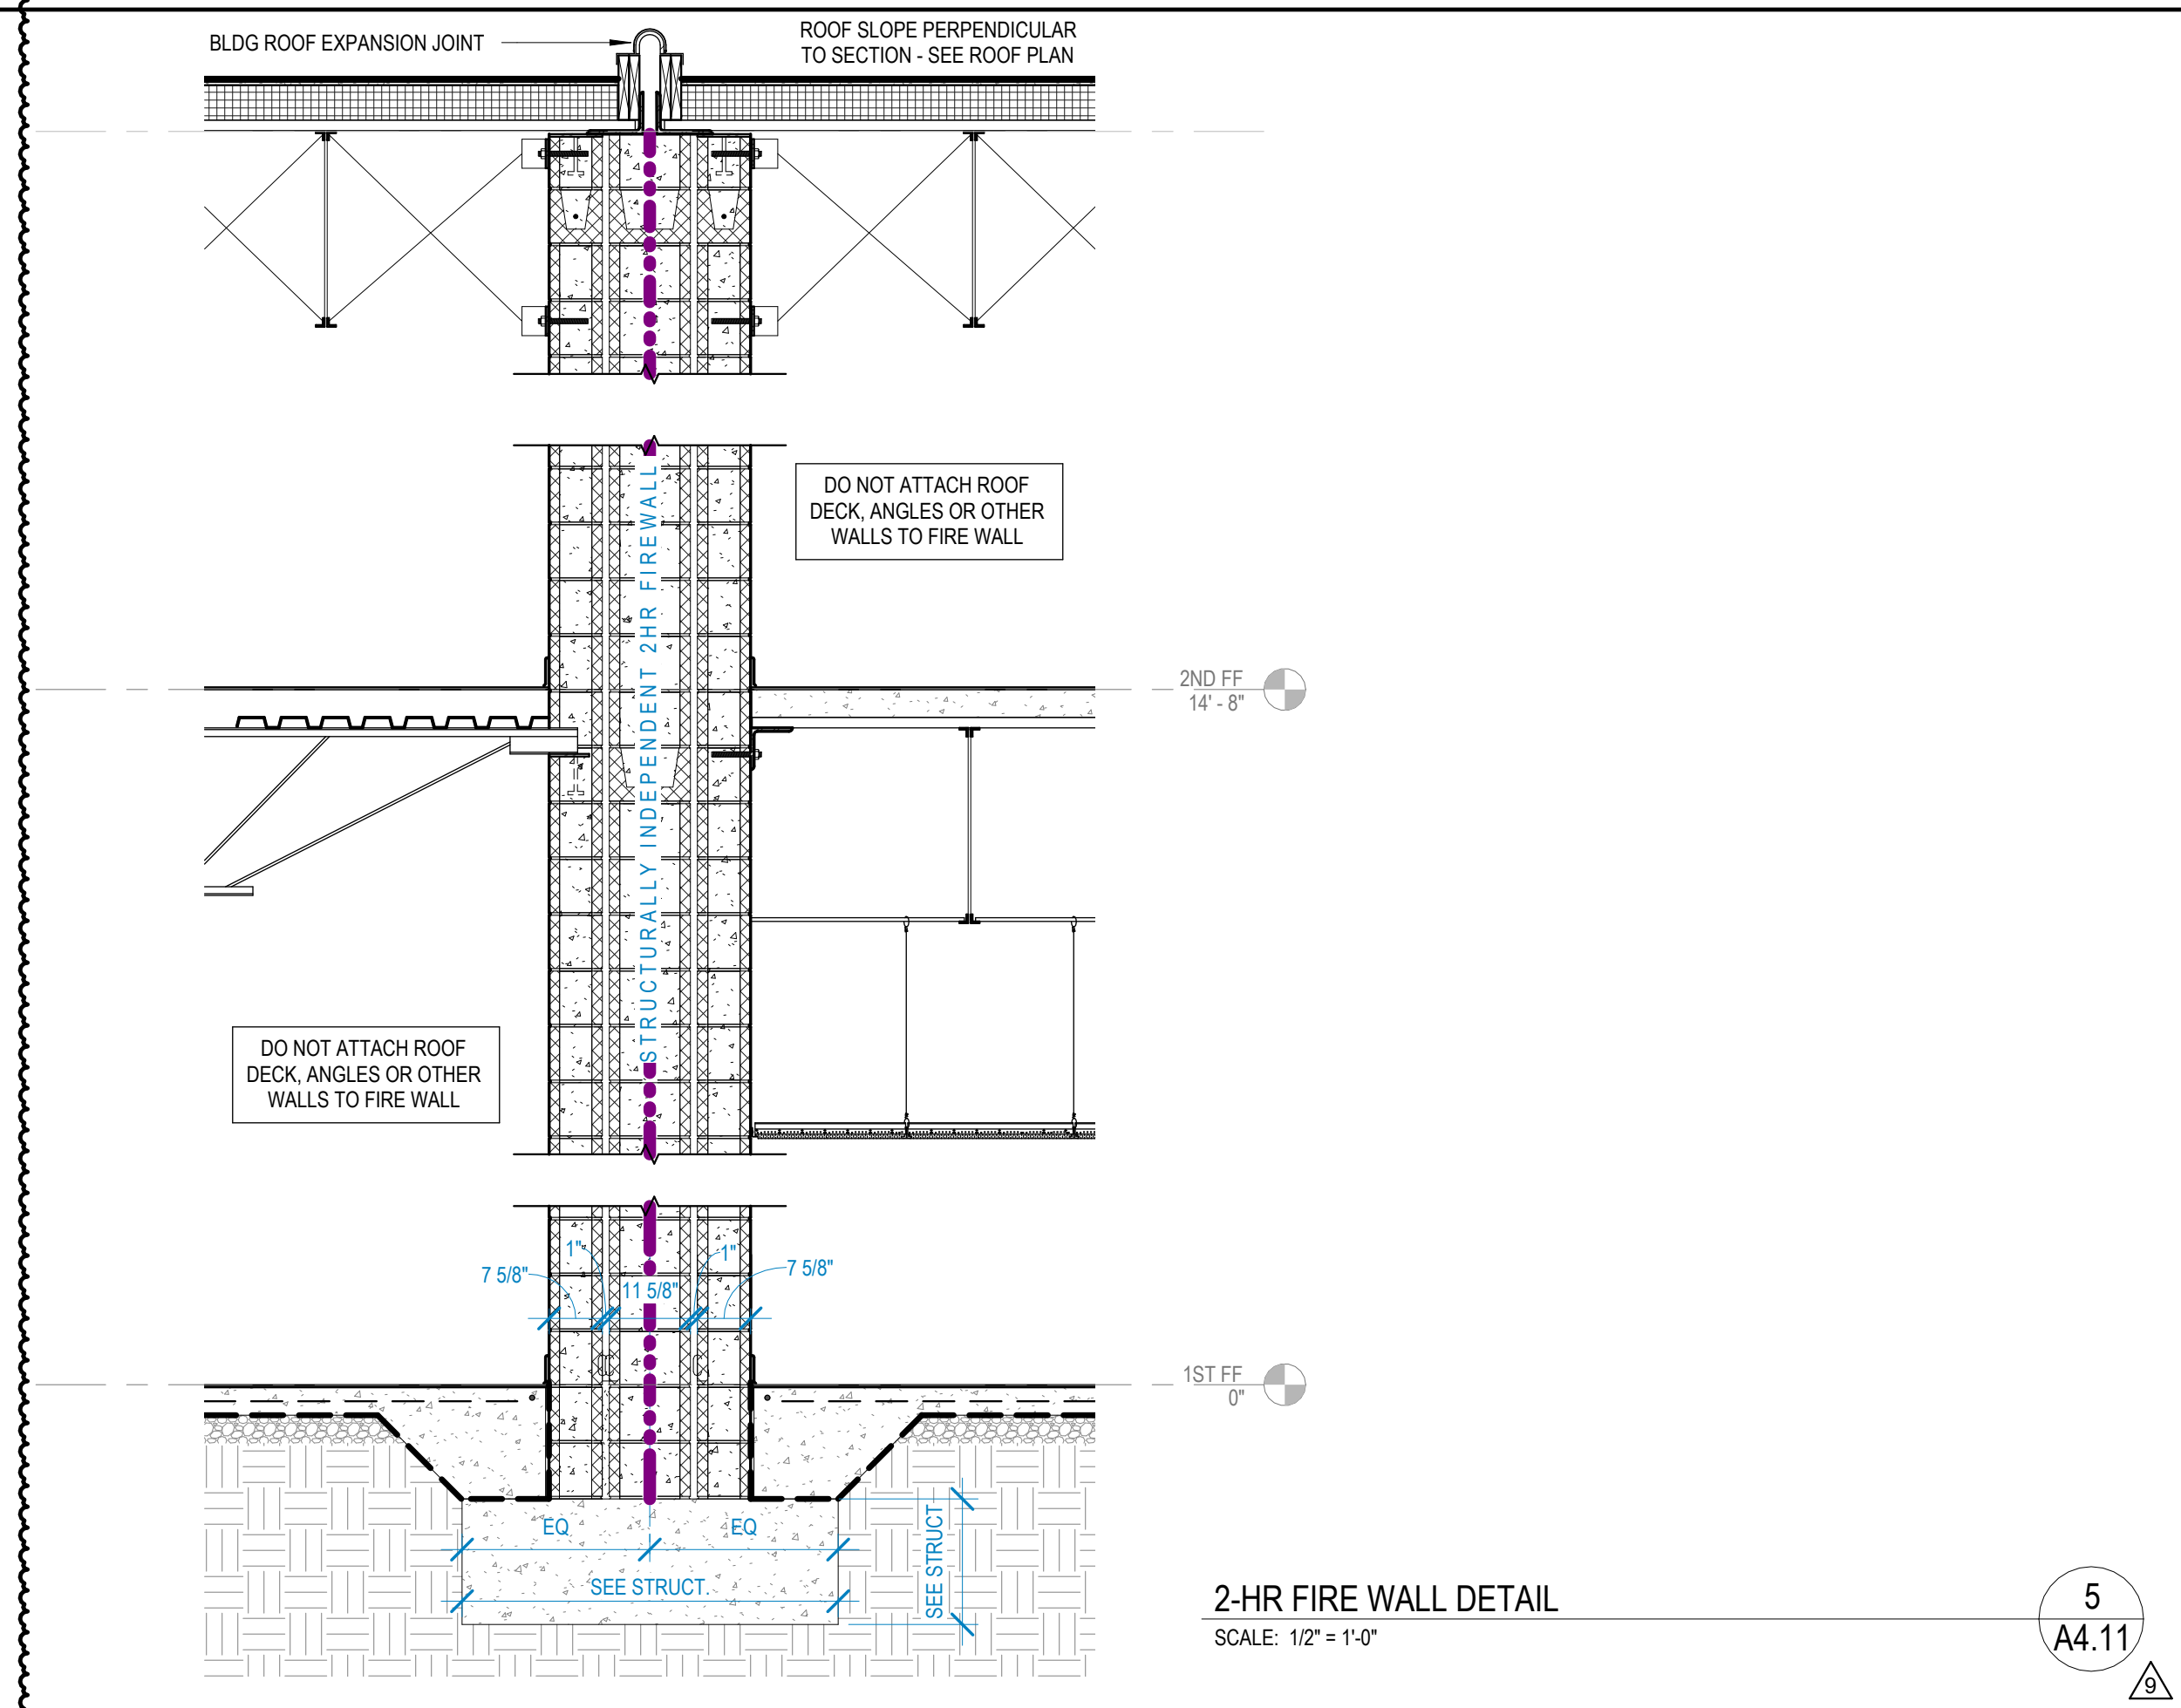 BLDG ROOF EXPANSION JOINT
ROOF SLOPE PERPENDICULAR
TO SECTION - SEE ROOF PLAN
DO NOT ATTACH ROOF
DECK, ANGLES OR OTHER
WALLS TO FIRE WALL
STRUCTURALLY INDEPENDENT 2HR FIREWALL
2ND FF
14' - 8"
DO NOT ATTACH ROOF
DECK, ANGLES OR OTHER
WALLS TO FIRE WALL
7 5/8"
1"
11 5/8"
1"
7 5/8"
1ST FF
0"
EQ
EQ
SEE STRUCT.
SEE STRUCT
2-HR FIRE WALL DETAIL
SCALE: 1/2" = 1'-0"
5
A4.11
9